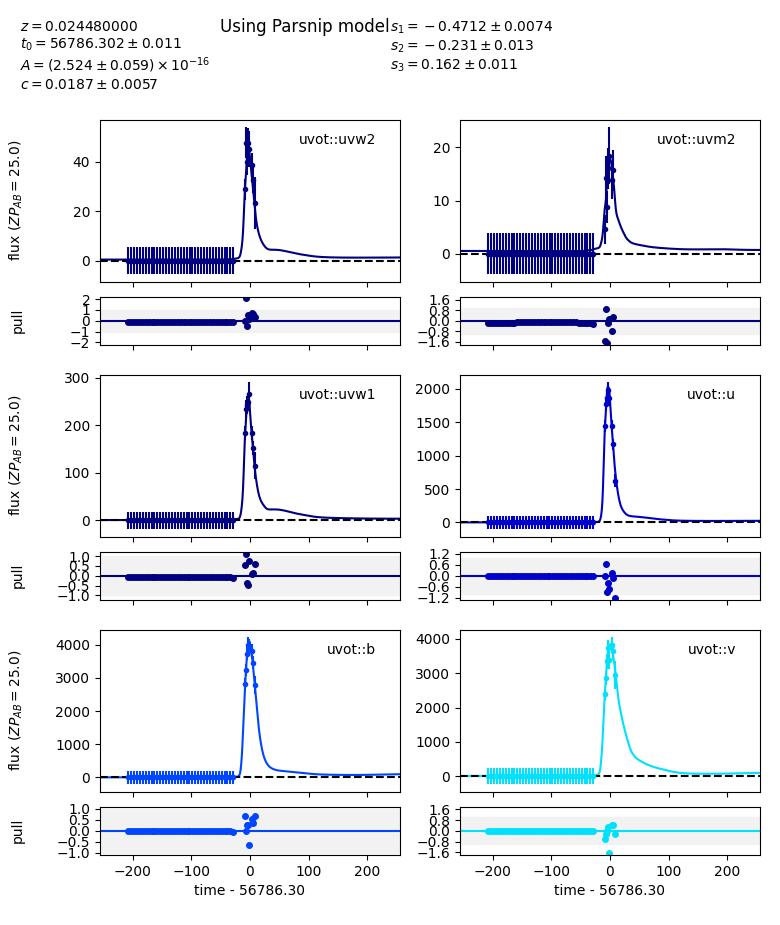 Using Parsnip model
z = 0.024480000
t0 = 56786.302 ± 0.011
A = (2.524 ± 0.059) × 10^−16
c = 0.0187 ± 0.0057
s1 = −0.4712 ± 0.0074
s2 = −0.231 ± 0.013
s3 = 0.162 ± 0.011
flux (ZP_AB = 25.0)
uvot::uvw2
40
20
0
uvot::uvm2
20
10
0
pull
2
1
0
−1
−2
1.6
0.8
0.0
−0.8
−1.6
flux (ZP_AB = 25.0)
uvot::uvw1
300
200
100
0
uvot::u
2000
1500
1000
500
0
pull
1.0
0.5
0.0
−0.5
−1.0
1.2
0.6
0.0
−0.6
−1.2
flux (ZP_AB = 25.0)
uvot::b
4000
3000
2000
1000
0
uvot::v
4000
3000
2000
1000
0
pull
1.0
0.5
0.0
−0.5
−1.0
1.6
0.8
0.0
−0.8
−1.6
−200 −100 0 100 200
−200 −100 0 100 200
time - 56786.30
time - 56786.30